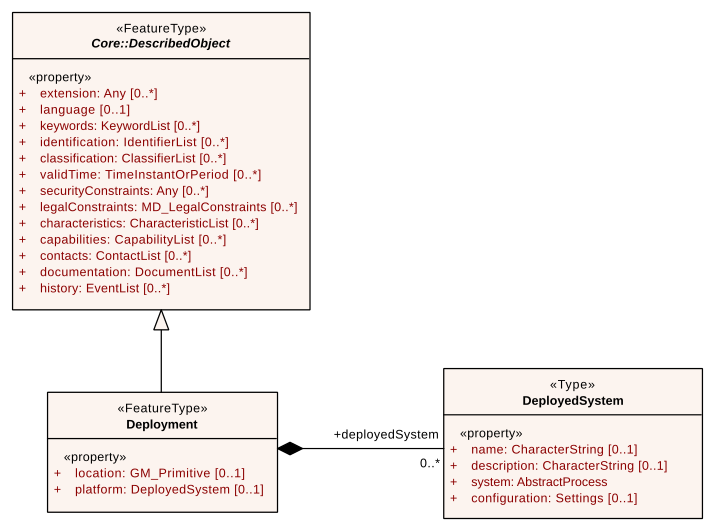 «FeatureType»
Core::DescribedObject
«property»
+ extension: Any [0..*]
+ language [0..1]
+ keywords: KeywordList [0..*]
+ identification: IdentifierList [0..*]
+ classification: ClassifierList [0..*]
+ validTime: TimeInstantOrPeriod [0..*]
+ securityConstraints: Any [0..*]
+ legalConstraints: MD_LegalConstraints [0..*]
+ characteristics: CharacteristicList [0..*]
+ capabilities: CapabilityList [0..*]
+ contacts: ContactList [0..*]
+ documentation: DocumentList [0..*]
+ history: EventList [0..*]
«FeatureType»
Deployment
«property»
+ location: GM_Primitive [0..1]
+ platform: DeployedSystem [0..1]
+deployedSystem
0..*
«Type»
DeployedSystem
«property»
+ name: CharacterString [0..1]
+ description: CharacterString [0..1]
+ system: AbstractProcess
+ configuration: Settings [0..1]